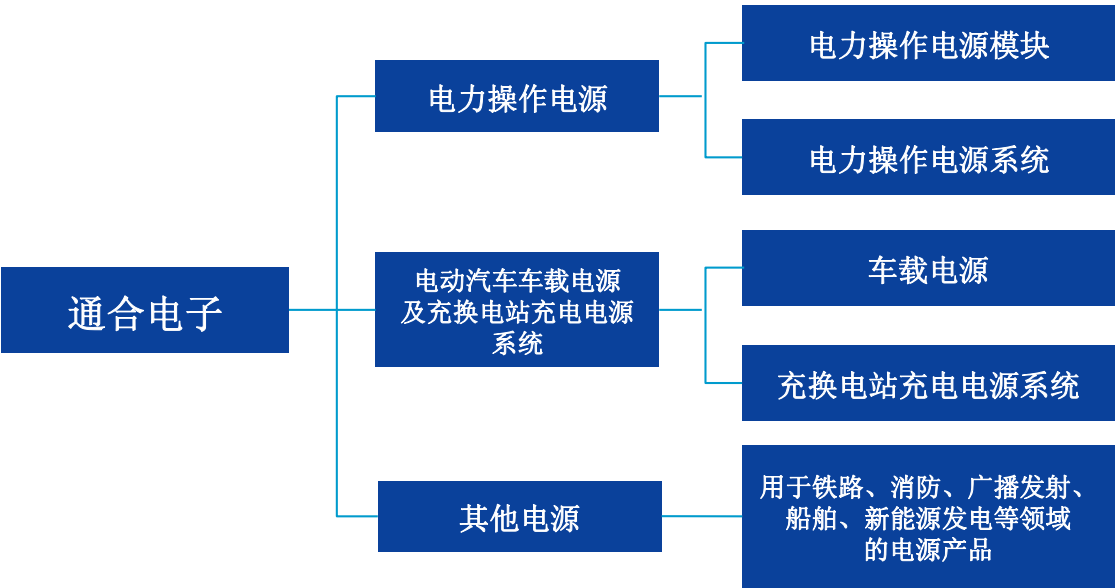 通合电子
电力操作电源
电力操作电源模块
电力操作电源系统
电动汽车车载电源
及充换电站充电电源
系统
车载电源
充换电站充电电源系统
其他电源
用于铁路、消防、广播发射、
船舶、新能源发电等领域
的电源产品